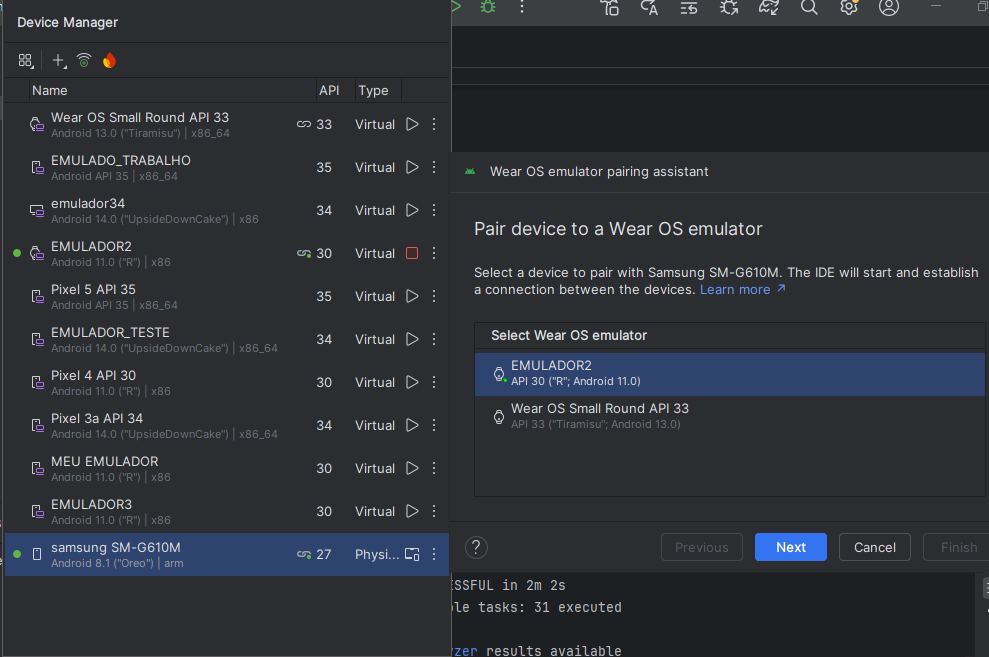 Device Manager
Name API Type
Wear OS Small Round API 33
Android 13.0 ("Tiramisu") | x86_64
33 Virtual
EMULADO_TRABALHO
Android API 35 | x86_64
35 Virtual
emulador34
Android 14.0 ("UpsideDownCake") | x86
34 Virtual
EMULADOR2
Android 11.0 ("R") | x86
30 Virtual
Pixel 5 API 35
Android API 35 | x86_64
35 Virtual
EMULADOR_TESTE
Android 14.0 ("UpsideDownCake") | x86_64
34 Virtual
Pixel 4 API 30
Android 11.0 ("R") | x86
30 Virtual
Pixel 3a API 34
Android 14.0 ("UpsideDownCake") | x86_64
34 Virtual
MEU EMULADOR
Android 11.0 ("R") | x86
30 Virtual
EMULADOR3
Android 11.0 ("R") | x86
30 Virtual
samsung SM-G610M
Android 8.1 ("Oreo") | arm
27 Physi...
Wear OS emulator pairing assistant
Pair device to a Wear OS emulator
Select a device to pair with Samsung SM-G610M. The IDE will start and establish
a connection between the devices. Learn more ↗
Select Wear OS emulator
EMULADOR2
API 30 ("R"; Android 11.0)
Wear OS Small Round API 33
API 33 ("Tiramisu"; Android 13.0)
? Previous Next Cancel Finish
ESSFUL in 2m 2s
le tasks: 31 executed
zer results available